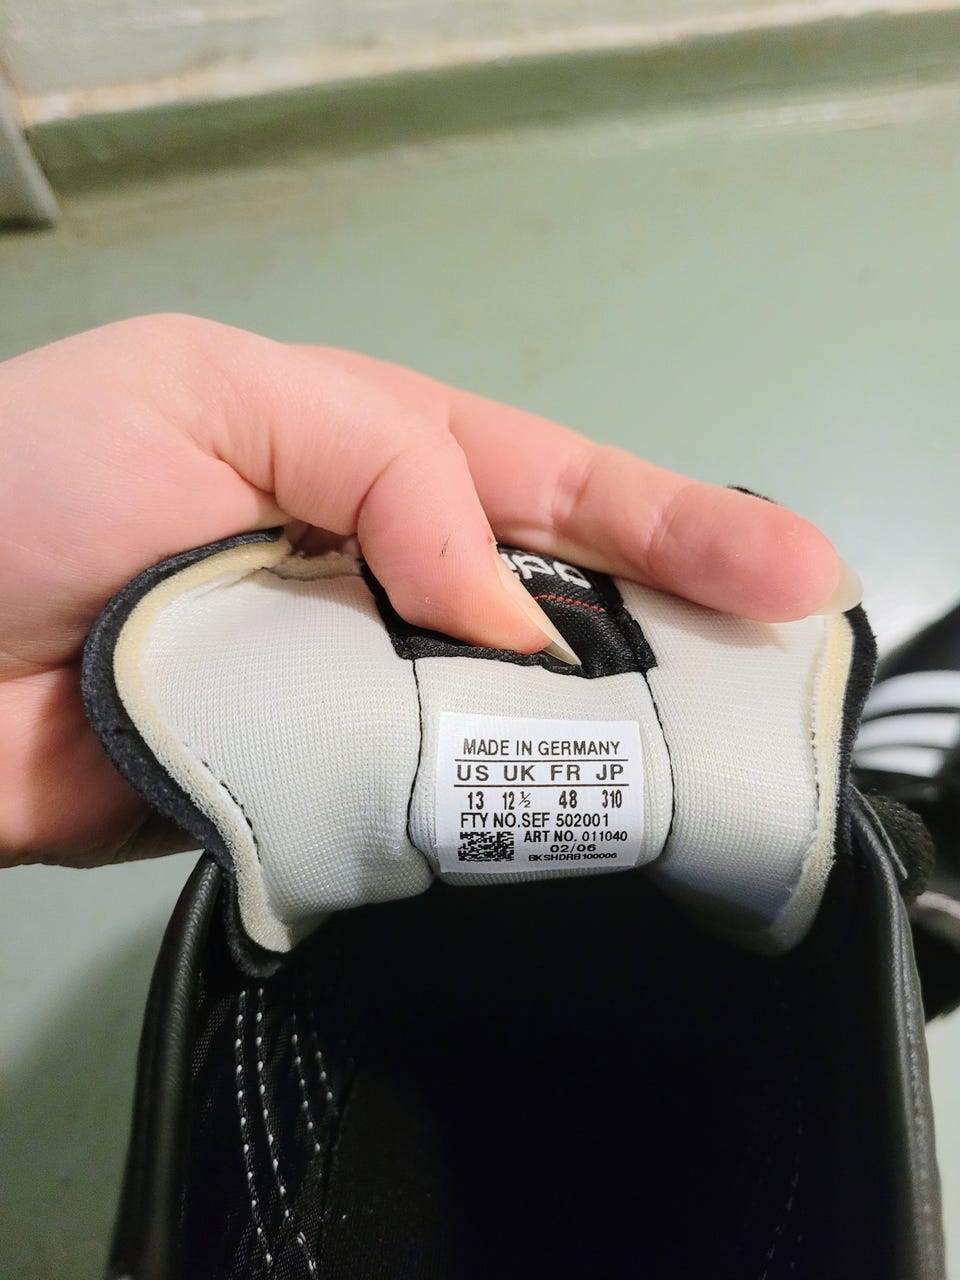 adi
MADE IN GERMANY
US UK FR JP
13 12½ 48 310
FTY NO.SEF 502001
ART NO. 011040
02/06
BKSHDRB100006